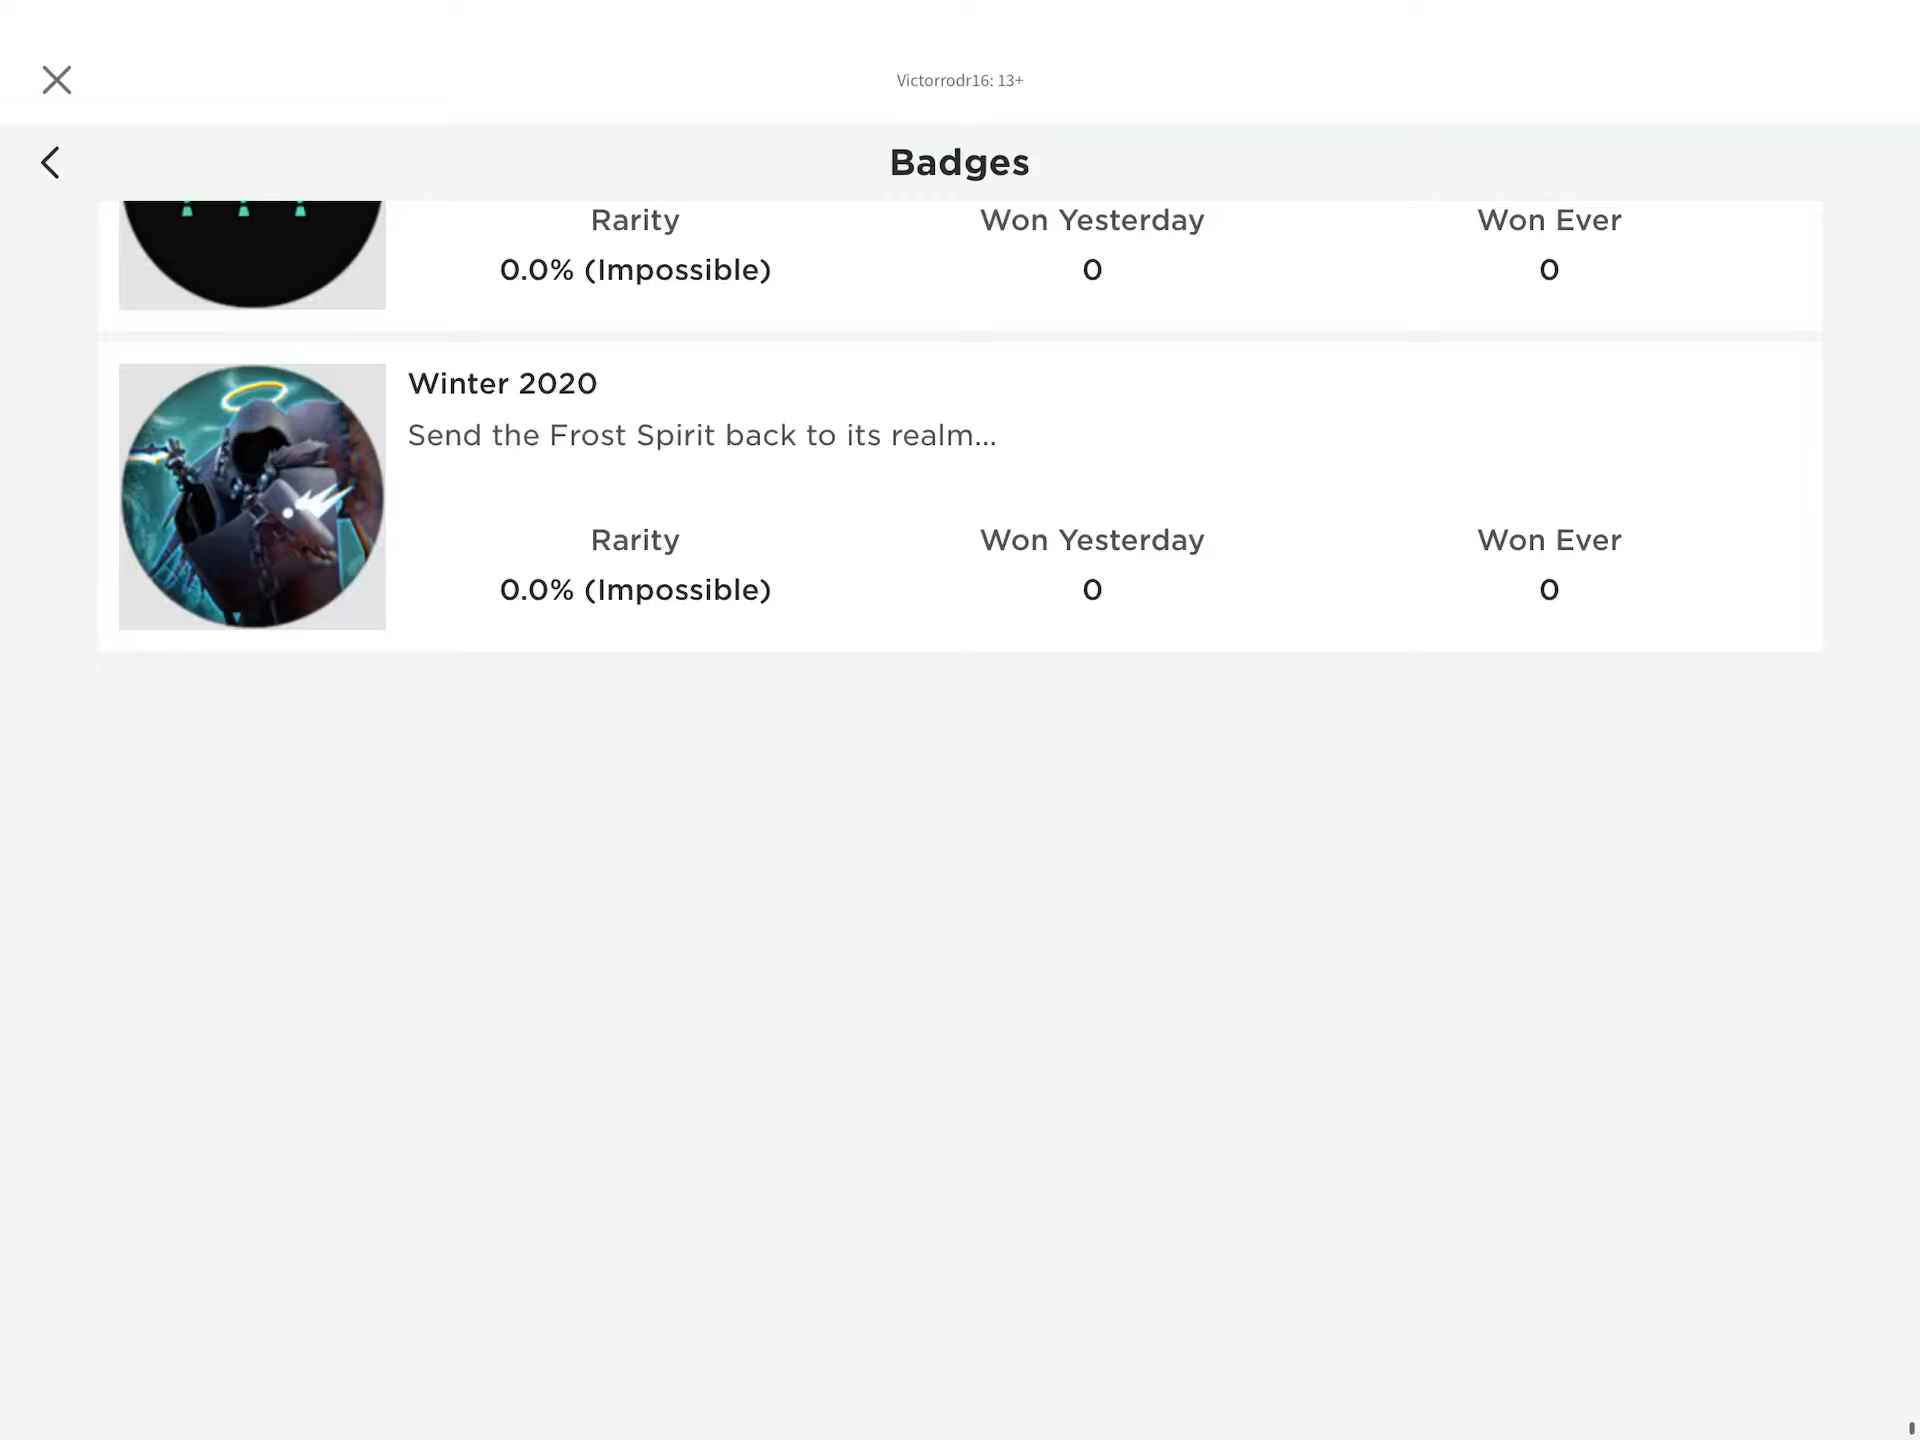 Victorrodr16: 13+
Badges
Rarity Won Yesterday Won Ever
0.0% (Impossible) 0 0
Winter 2020
Send the Frost Spirit back to its realm...
Rarity Won Yesterday Won Ever
0.0% (Impossible) 0 0